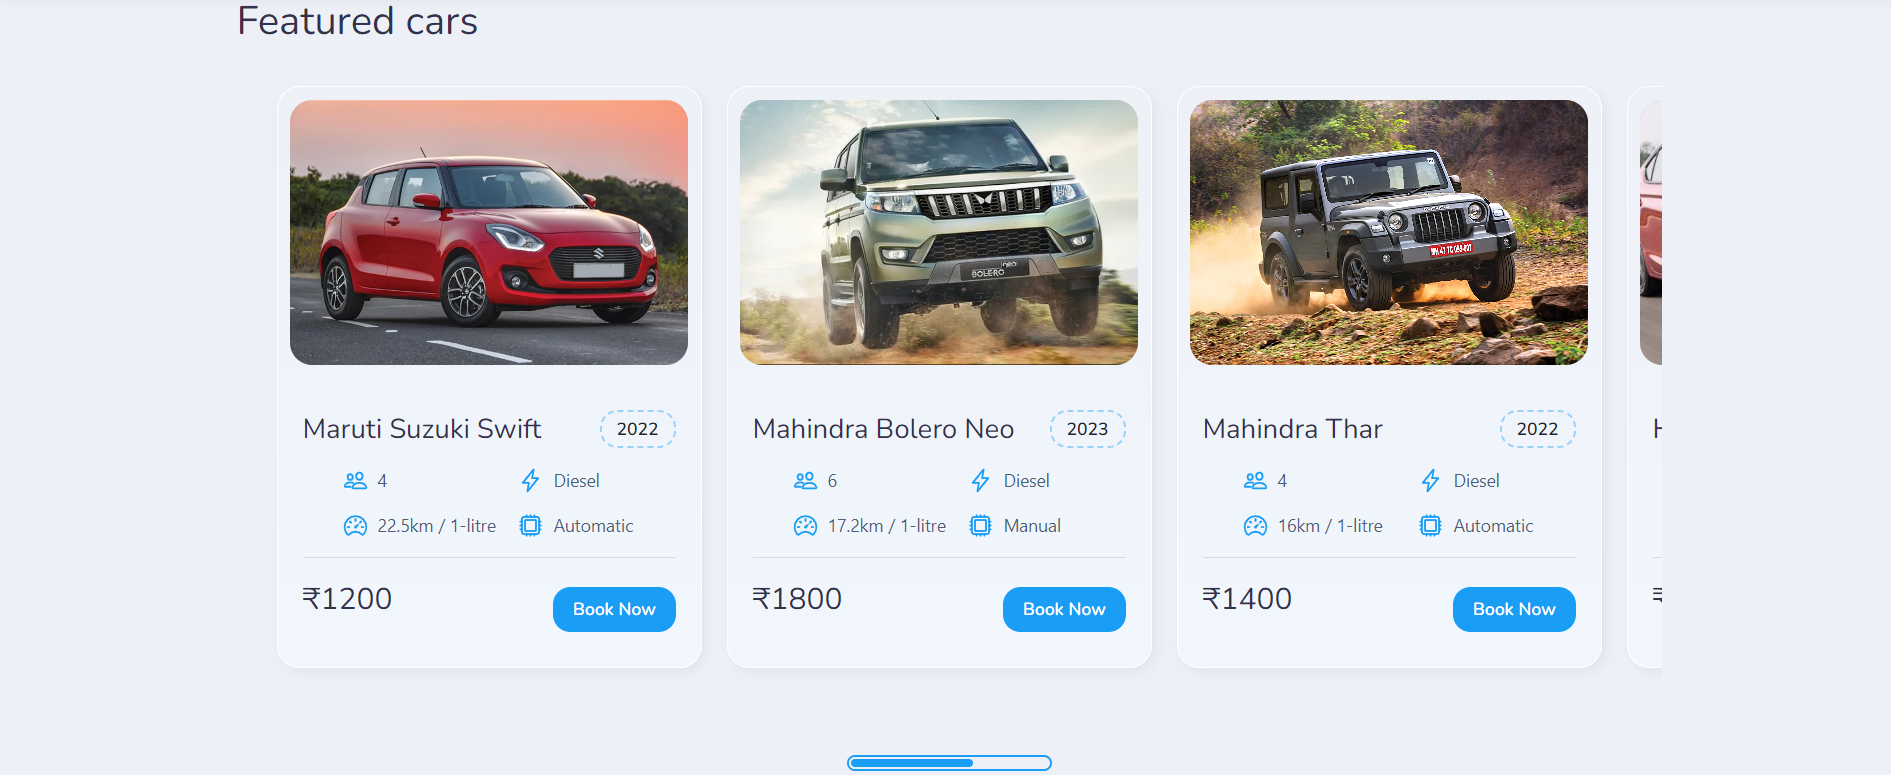 Featured cars
BOLERO neo
Maruti Suzuki Swift
2022
4
Diesel
22.5km / 1-litre
Automatic
₹1200
Book Now
Mahindra Bolero Neo
2023
6
Diesel
17.2km / 1-litre
Manual
₹1800
Book Now
Mahindra Thar
2022
4
Diesel
16km / 1-litre
Automatic
₹1400
Book Now